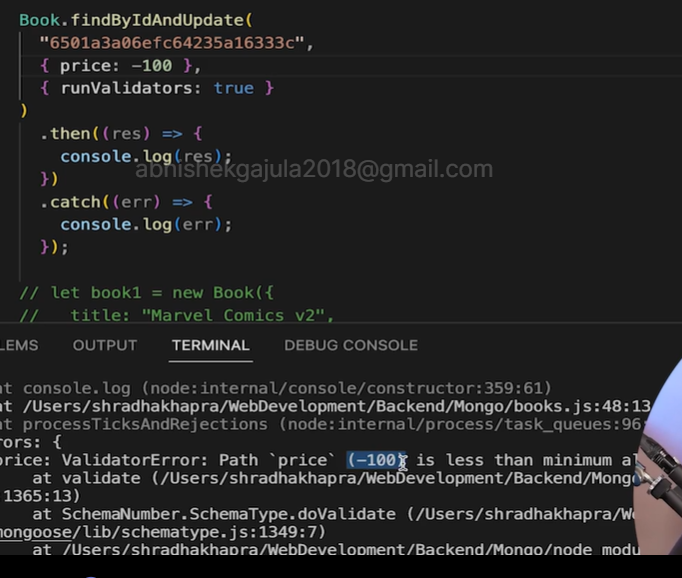 Book.findByIdAndUpdate(
"6501a3a06efc64235a16333c",
{ price: -100 },
{ runValidators: true }
)
.then((res) => {
console.log(res);
abhishekgajula2018@gmail.com
})
.catch((err) => {
console.log(err);
});
// let book1 = new Book({
// title: "Marvel Comics v2",
LEMS OUTPUT TERMINAL DEBUG CONSOLE
at console.log (node:internal/console/constructor:359:61)
at /Users/shradhakhapra/WebDevelopment/Backend/Mongo/books.js:48:13
at processTicksAndRejections (node:internal/process/task_queues:96:
rors: {
price: ValidatorError: Path `price` (-100) is less than minimum al
at validate (/Users/shradhakhapra/WebDevelopment/Backend/Mongo
1365:13)
at SchemaNumber.SchemaType.doValidate (/Users/shradhakhapra/We
mongoose/lib/schematype.js:1349:7)
at /Users/shradhakhapra/WebDevelopment/Backend/Mongo/node_modu